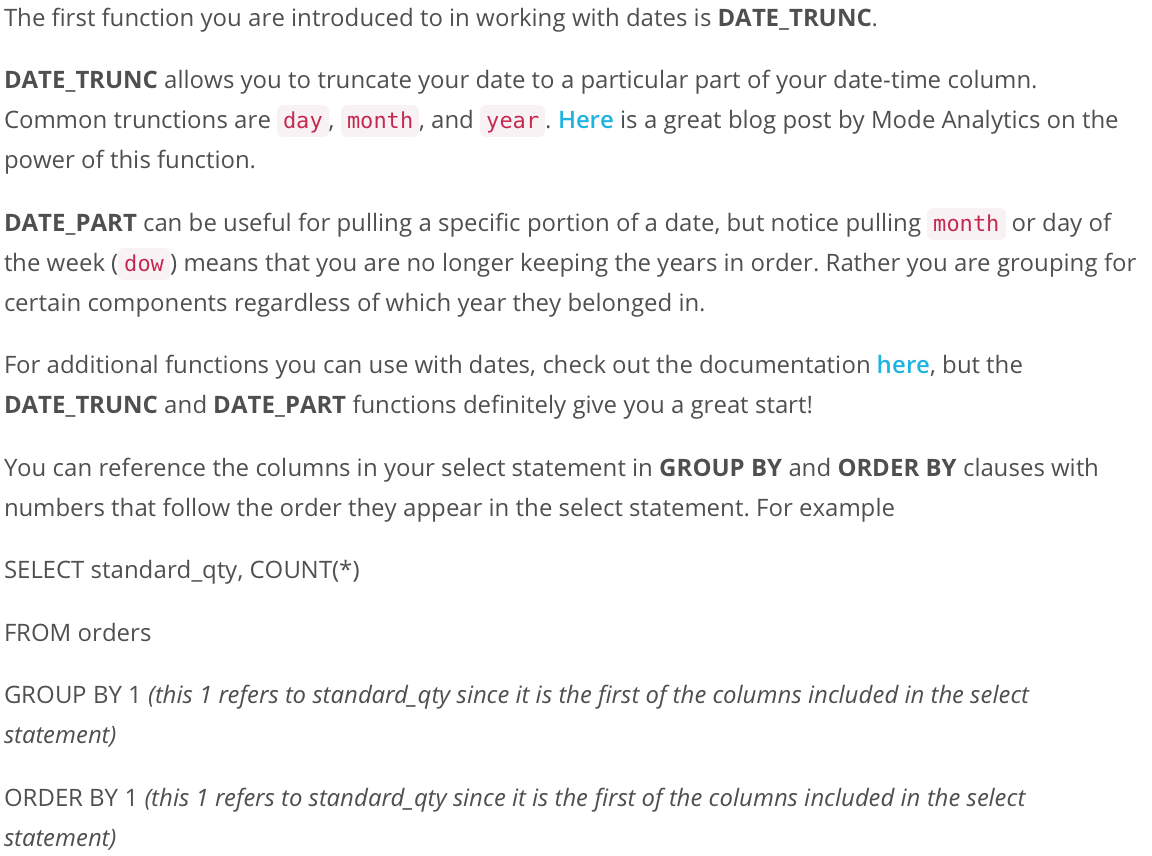 The first function you are introduced to in working with dates is DATE_TRUNC.
DATE_TRUNC allows you to truncate your date to a particular part of your date-time column.
Common trunctions are day, month, and year. Here is a great blog post by Mode Analytics on the
power of this function.
DATE_PART can be useful for pulling a specific portion of a date, but notice pulling month or day of
the week (dow) means that you are no longer keeping the years in order. Rather you are grouping for
certain components regardless of which year they belonged in.
For additional functions you can use with dates, check out the documentation here, but the
DATE_TRUNC and DATE_PART functions definitely give you a great start!
You can reference the columns in your select statement in GROUP BY and ORDER BY clauses with
numbers that follow the order they appear in the select statement. For example
SELECT standard_qty, COUNT(*)
FROM orders
GROUP BY 1 (this 1 refers to standard_qty since it is the first of the columns included in the select
statement)
ORDER BY 1 (this 1 refers to standard_qty since it is the first of the columns included in the select
statement)